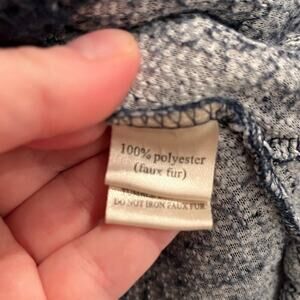 100% polyester
(faux fur)
DO NOT IRON FAUX FUR